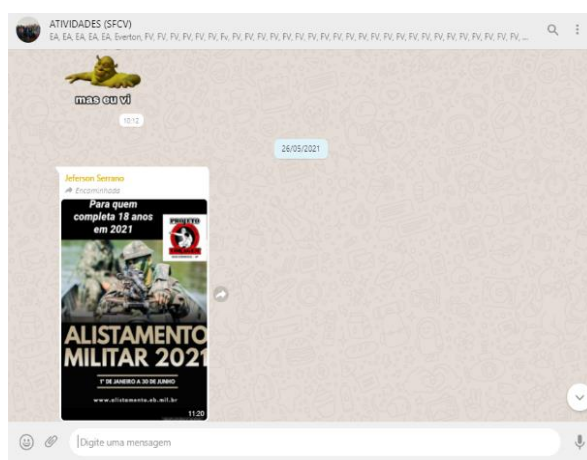 ATIVIDADES (SFCV)
EA, EA, EA, EA, EA, Everton, FV, FV, FV, FV, FV, FV, Fv, FV, FV, FV, FV, FV, FV, FV, FV, FV, FV, FV, FV, FV, FV, FV, FV, FV, FV, FV, FV, FV, FV, FV, ...
mas eu vi
10:12
26/05/2021
Jeferson Serrano
Encaminhada
Para quem
completa 18 anos
em 2021
PROJETO
ALISTAMENTO
MILITAR 2021
1º DE JANEIRO A 30 DE JUNHO
www.alistamento.eb.mil.br
11:20
Digite uma mensagem